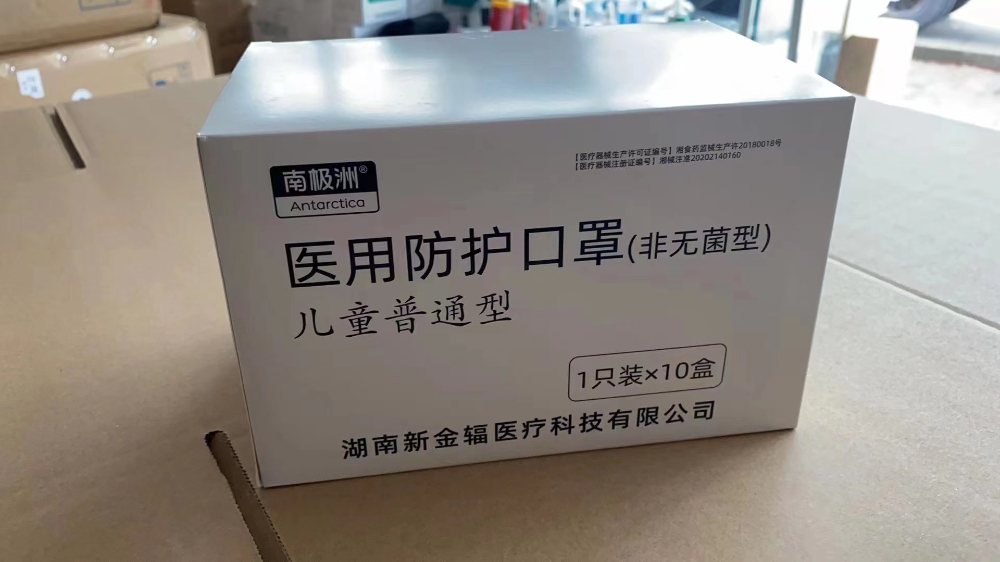 南极洲®
Antarctica
【医疗器械生产许可证编号】湘食药监械生产许20180018号
【医疗器械注册证编号】湘械注准20202140160
医用防护口罩(非无菌型)
儿童普通型
1只装×10盒
湖南新金辐医疗科技有限公司